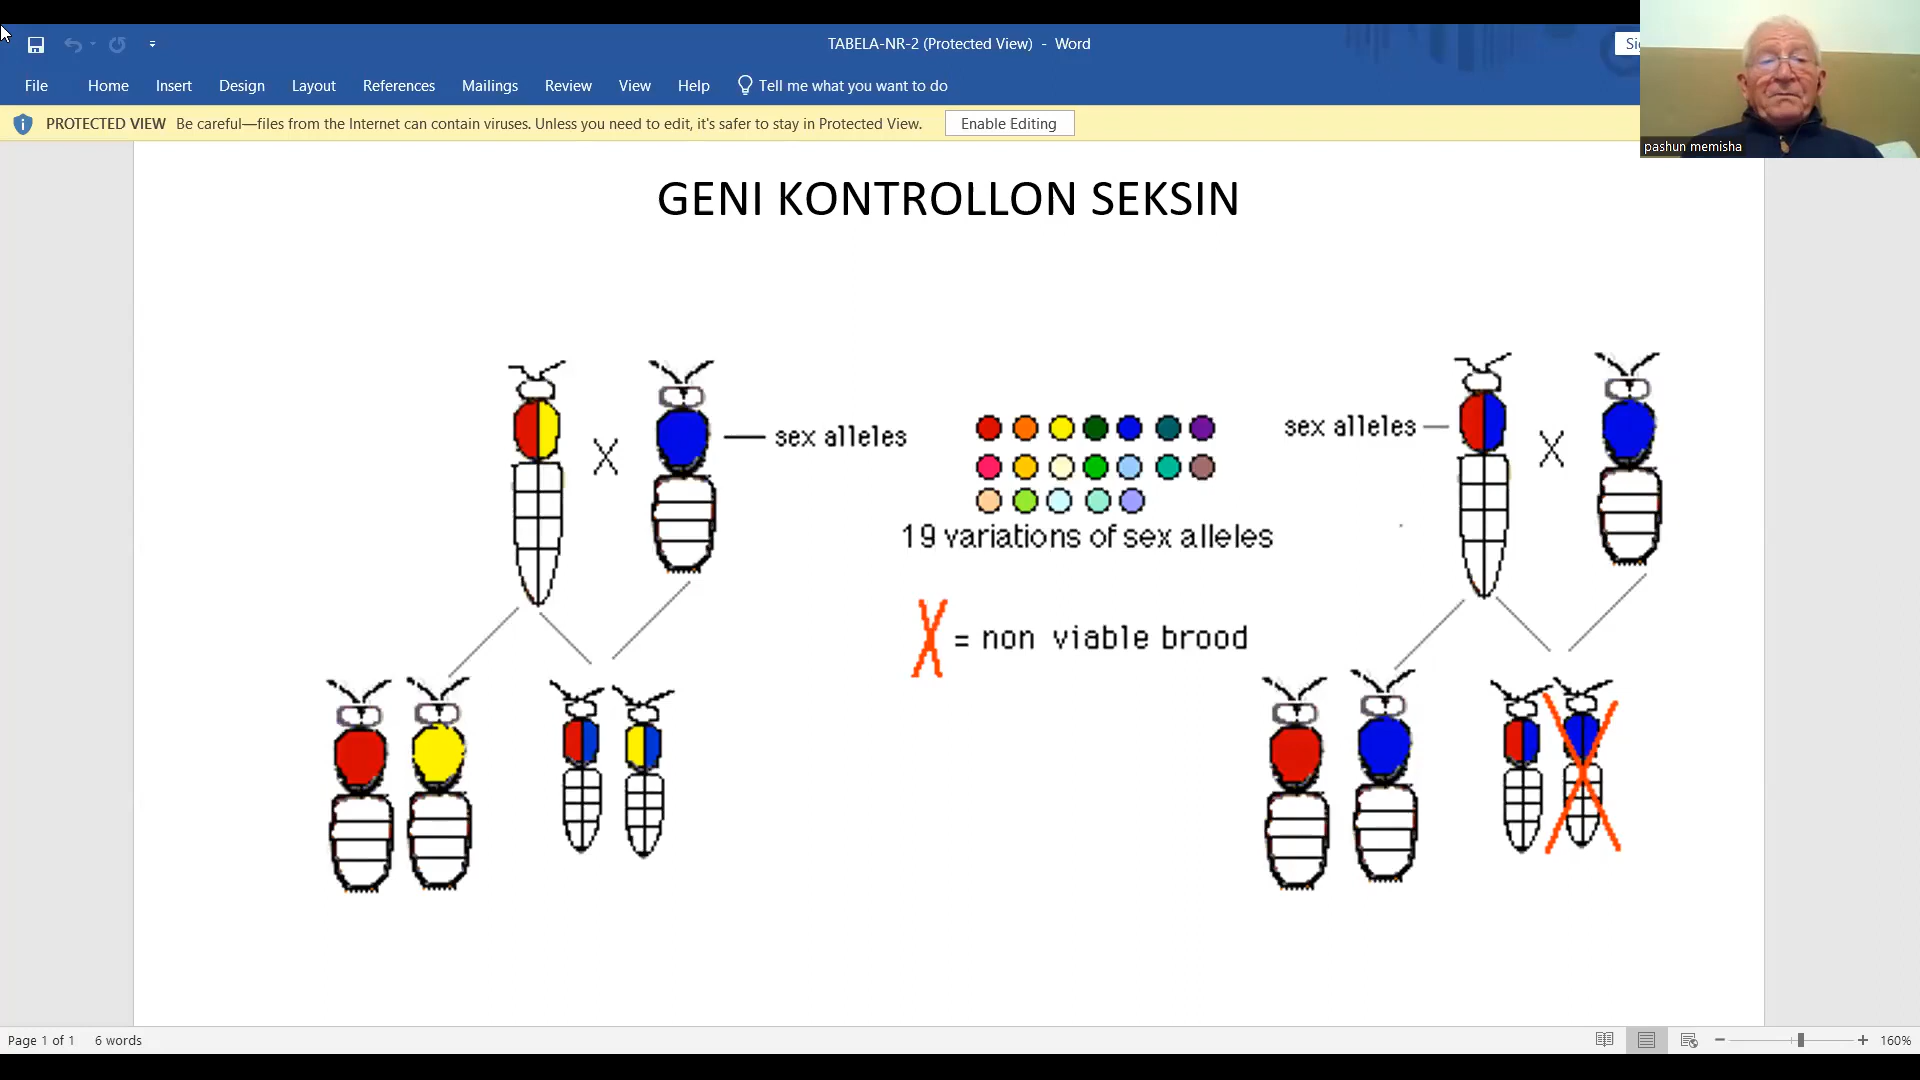 TABELA-NR-2 (Protected View) - Word
File Home Insert Design Layout References Mailings Review View Help Tell me what you want to do
PROTECTED VIEW Be careful—files from the Internet can contain viruses. Unless you need to edit, it's safer to stay in Protected View. Enable Editing
pashun memisha
GENI KONTROLLON SEKSIN
X
sex alleles
sex alleles
X
19 variations of sex alleles
X = non viable brood
Page 1 of 1 6 words
160%